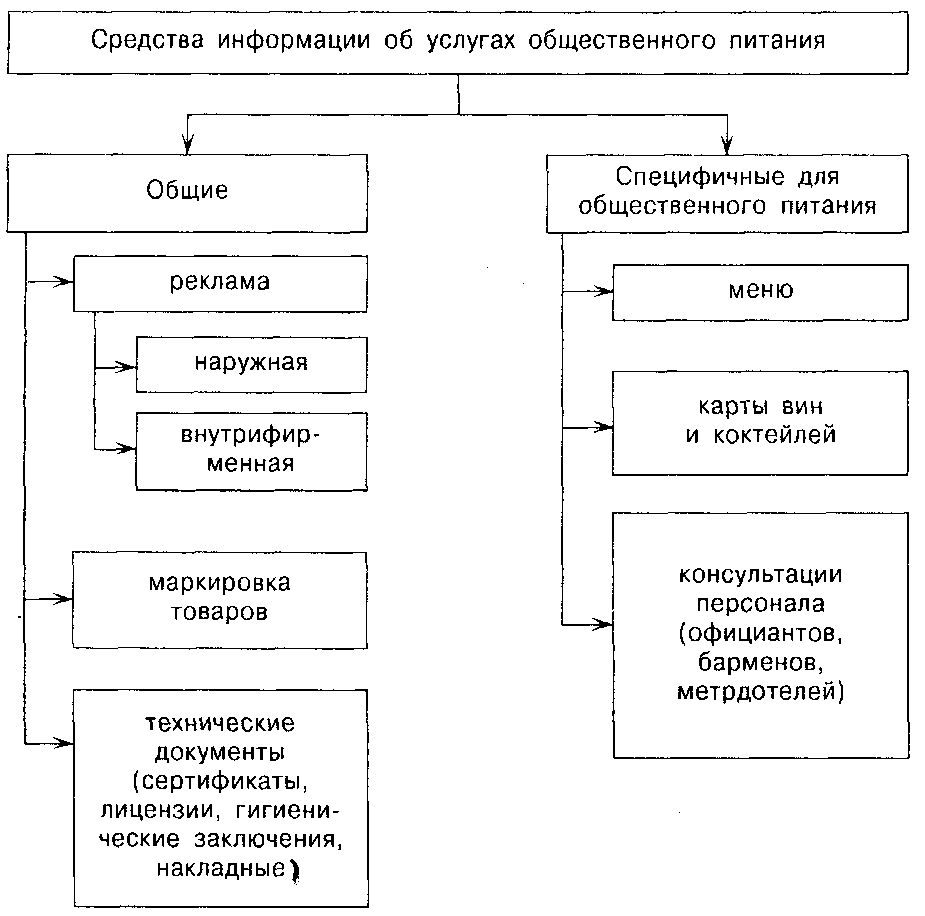 Средства информации об услугах общественного питания
Общие
реклама
наружная
внутрифир-
менная
маркировка
товаров
технические
документы
(сертификаты,
лицензии, гигиени-
ческие заключения,
накладные)
Специфичные для
общественного питания
меню
карты вин
и коктейлей
консультации
персонала
(официантов,
барменов,
метрдотелей)